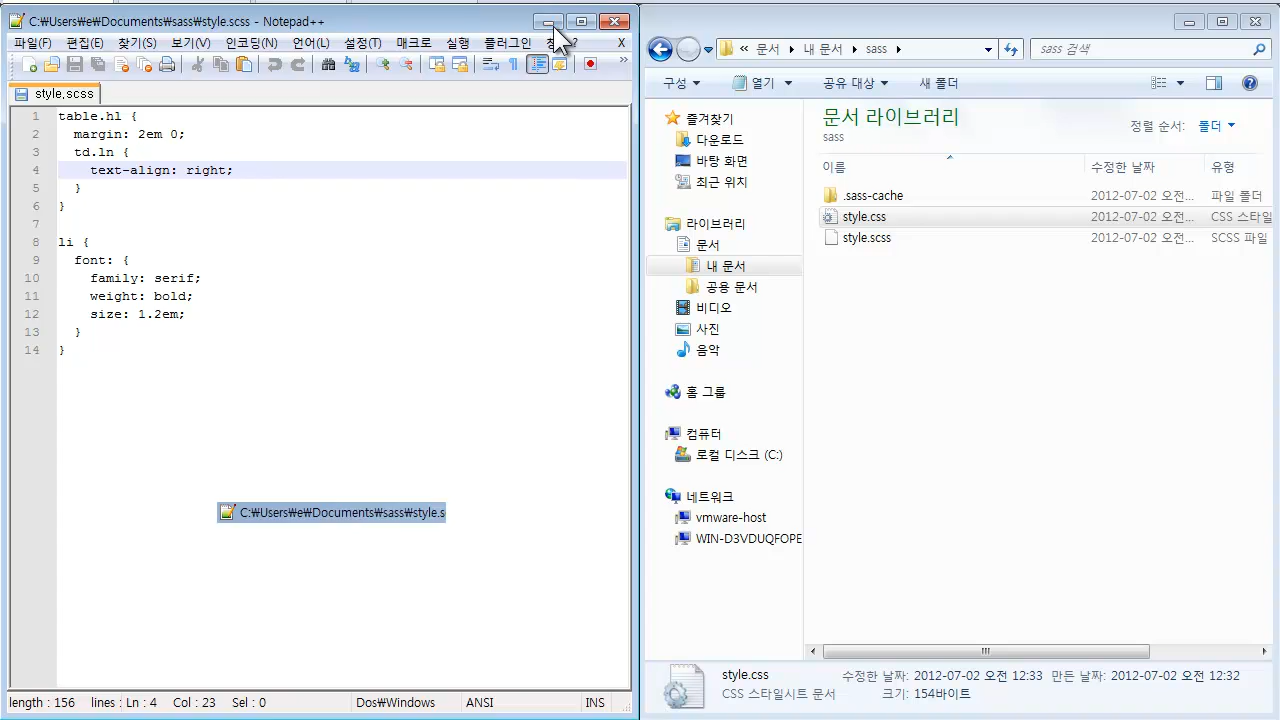 C:₩Users₩e₩Documents₩sass₩style.scss - Notepad++
파일(F) 편집(E) 찾기(S) 보기(V) 인코딩(N) 언어(L) 설정(T) 매크로 실행 플러그인 ? X
style.scss
1 table.hl {
2 margin: 2em 0;
3 td.ln {
4 text-align: right;
5 }
6 }
7
8 li {
9 font: {
10 family: serif;
11 weight: bold;
12 size: 1.2em;
13 }
14 }
C:₩Users₩e₩Documents₩sass₩style.s
length : 156 lines : Ln : 4 Col : 23 Sel : 0 Dos₩Windows ANSI INS
문서 내 문서 sass
sass 검색
구성 열기 공유 대상 새 폴더
즐겨찾기
다운로드
바탕 화면
최근 위치
라이브러리
문서
내 문서
공용 문서
비디오
사진
음악
홈 그룹
컴퓨터
로컬 디스크 (C:)
네트워크
vmware-host
WIN-D3VDUQFOPE
문서 라이브러리
sass
정렬 순서: 폴더
이름 수정한 날짜 유형
.sass-cache 2012-07-02 오전... 파일 폴더
style.css 2012-07-02 오전... CSS 스타일
style.scss 2012-07-02 오전... SCSS 파일
style.css 수정한 날짜: 2012-07-02 오전 12:33 만든 날짜: 2012-07-02 오전 12:32
CSS 스타일시트 문서 크기: 154바이트